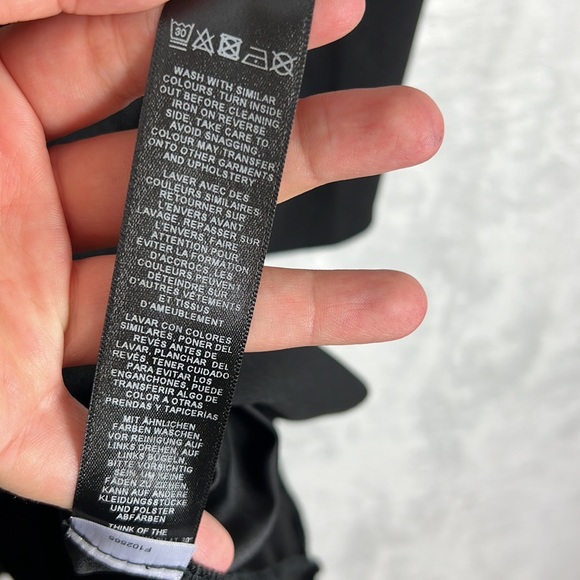 30
WASH WITH SIMILAR
COLOURS, TURN INSIDE
OUT BEFORE CLEANING
IRON ON REVERSE
SIDE, TAKE CARE TO
AVOID SNAGGING
COLOUR MAY TRANSFER
ONTO OTHER GARMENTS
AND UPHOLSTERY
LAVER AVEC DES
COULEURS SIMILAIRES
RETOURNER SUR
L'ENVERS AVANT
LAVAGE, REPASSER SUR
L'ENVERS, FAIRE
ATTENTION POUR
ÉVITER LA FORMATION
D'ACCROCS, LES
COULEURS PEUVENT
DÉTEINDRE SUR
D'AUTRES VÊTEMENTS
ET TISSUS
D'AMEUBLEMENT
LAVAR CON COLORES
SIMILARES, PONER DEL
REVÉS ANTES DE
LAVAR, PLANCHAR DEL
REVÉS, TENER CUIDADO
PARA EVITAR LOS
ENGANCHONES, PUEDE
TRANSFERIR ALGO DE
COLOR A OTRAS
PRENDAS Y TAPICERÍAS
MIT ÄHNLICHEN
FARBEN WASCHEN,
VOR REINIGUNG AUF
LINKS DREHEN, AUF
LINKS BÜGELN,
BITTE VORSICHTIG
SEIN, UM KEINE
FÄDEN ZU ZIEHEN,
KANN AUF ANDERE
KLEIDUNGSSTÜCKE
UND POLSTER
ABFÄRBEN
THINK OF THE
F102565